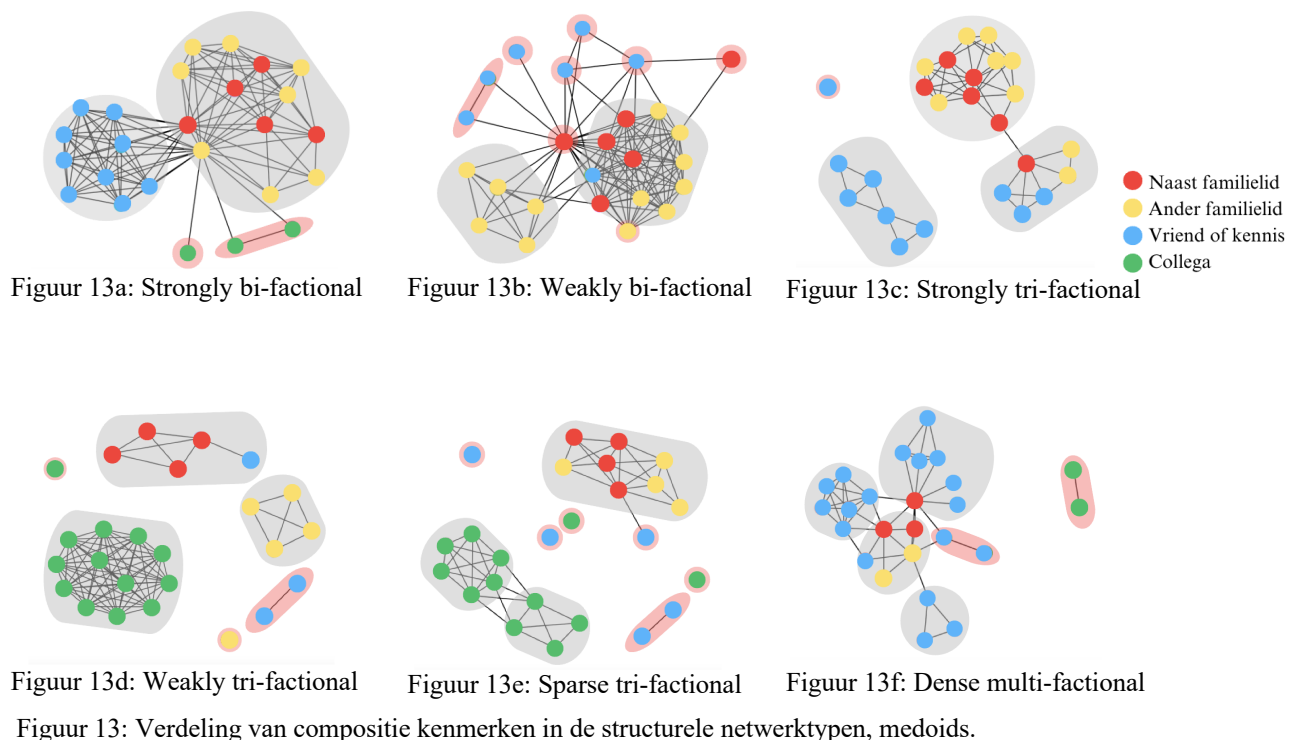 Naast familielid
Ander familielid
Vriend of kennis
Collega
Figuur 13a: Strongly bi-factional
Figuur 13b: Weakly bi-factional
Figuur 13c: Strongly tri-factional
Figuur 13d: Weakly tri-factional
Figuur 13e: Sparse tri-factional
Figuur 13f: Dense multi-factional
Figuur 13: Verdeling van compositie kenmerken in de structurele netwerktypen, medoids.